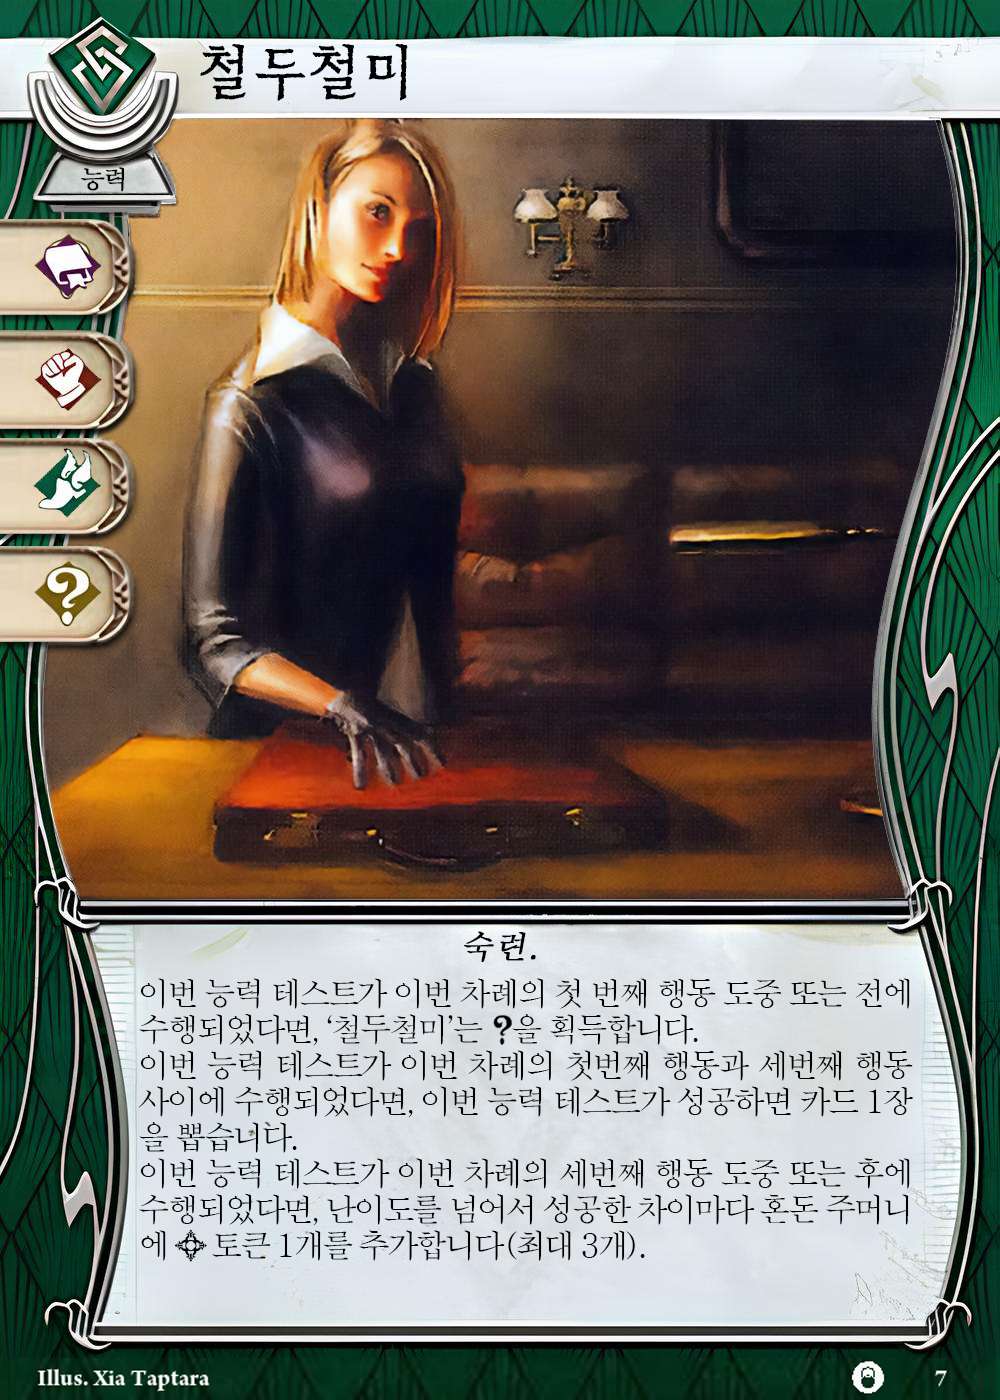 철두철미
능력
숙련.
이번 능력 테스트가 이번 차례의 첫 번째 행동 도중 또는 전에
수행되었다면, ‘철두철미’는 ?을 획득합니다.
이번 능력 테스트가 이번 차례의 첫번째 행동과 세번째 행동
사이에 수행되었다면, 이번 능력 테스트가 성공하면 카드 1장
을 뽑습니다.
이번 능력 테스트가 이번 차례의 세번째 행동 도중 또는 후에
수행되었다면, 난이도를 넘어서 성공한 차이마다 혼돈 주머니
에 토큰 1개를 추가합니다(최대 3개).
Illus. Xia Taptara
7